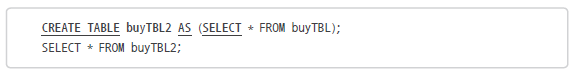 CREATE TABLE buyTBL2 AS (SELECT * FROM buyTBL);
SELECT * FROM buyTBL2;